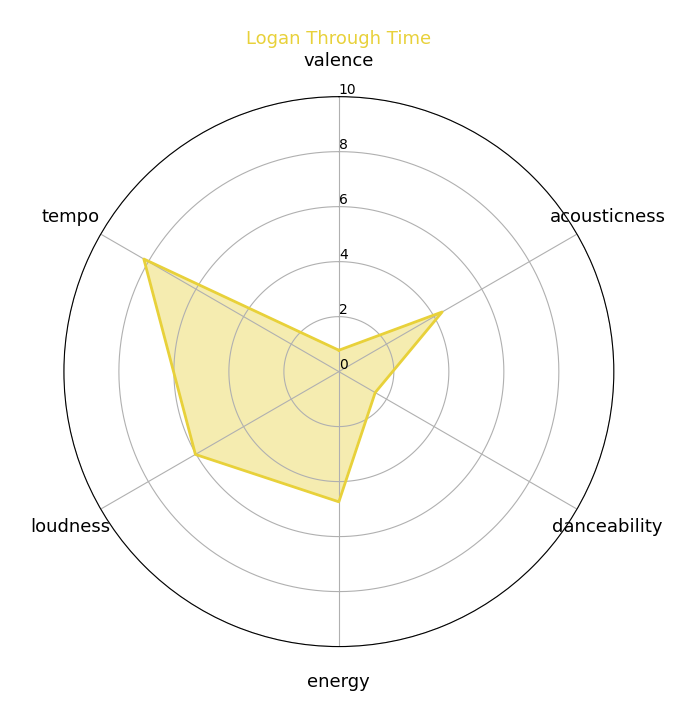 Logan Through Time
valence
10
8
tempo
6
acousticness
4
2
0
loudness
danceability
energy